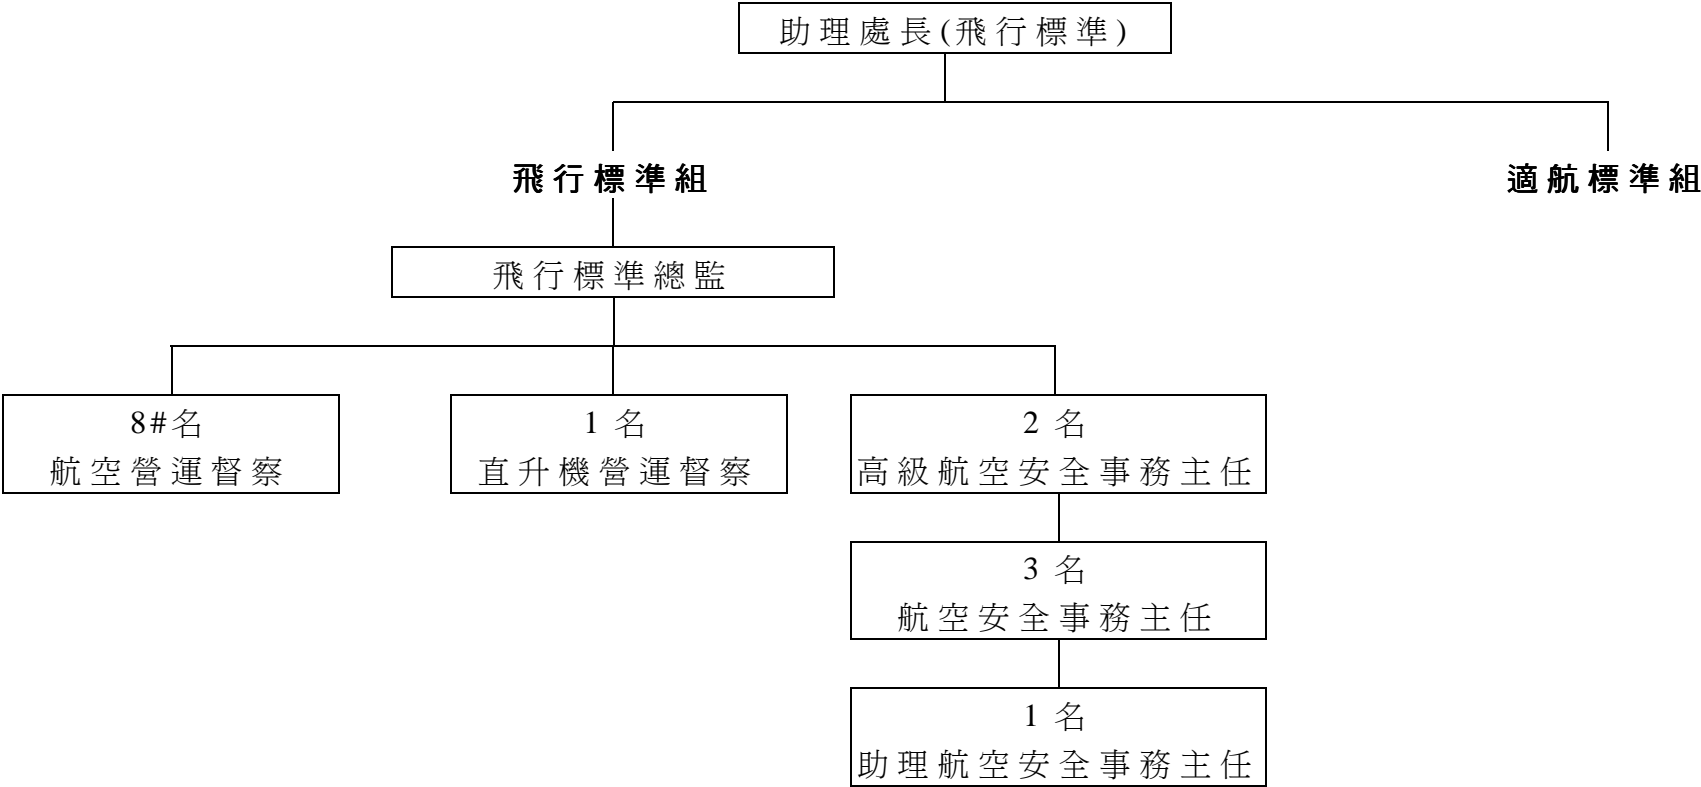 助理處長(飛行標準)
飛行標準組
適航標準組
飛行標準總監
8#名
航空營運督察
1 名
直升機營運督察
2 名
高級航空安全事務主任
3 名
航空安全事務主任
1 名
助理航空安全事務主任